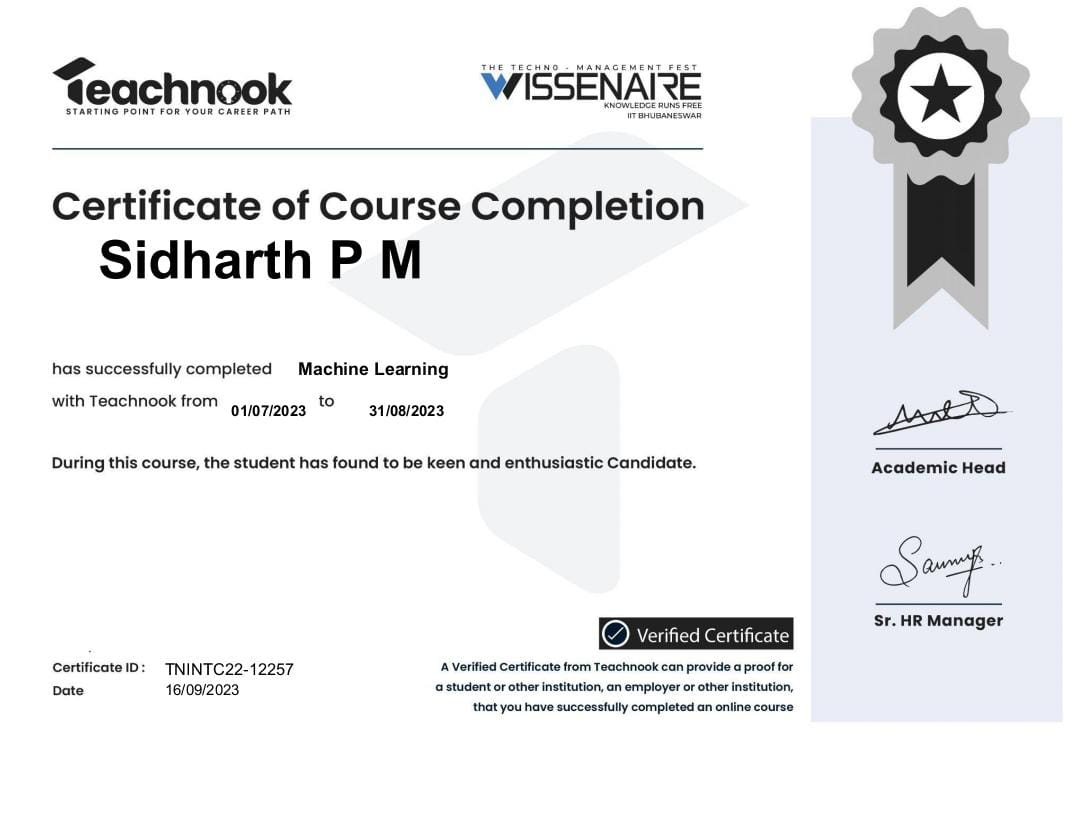 Teachnook
STARTING POINT FOR YOUR CAREER PATH
THE TECHNO - MANAGEMENT FEST
WISSENAIRE
KNOWLEDGE RUNS FREE
IIT BHUBANESWAR
Certificate of Course Completion
Sidharth P M
has successfully completed Machine Learning
with Teachnook from 01/07/2023 to 31/08/2023
During this course, the student has found to be keen and enthusiastic Candidate.
Academic Head
Sr. HR Manager
Verified Certificate
A Verified Certificate from Teachnook can provide a proof for
a student or other institution, an employer or other institution,
that you have successfully completed an online course
Certificate ID : TNINTC22-12257
Date 16/09/2023